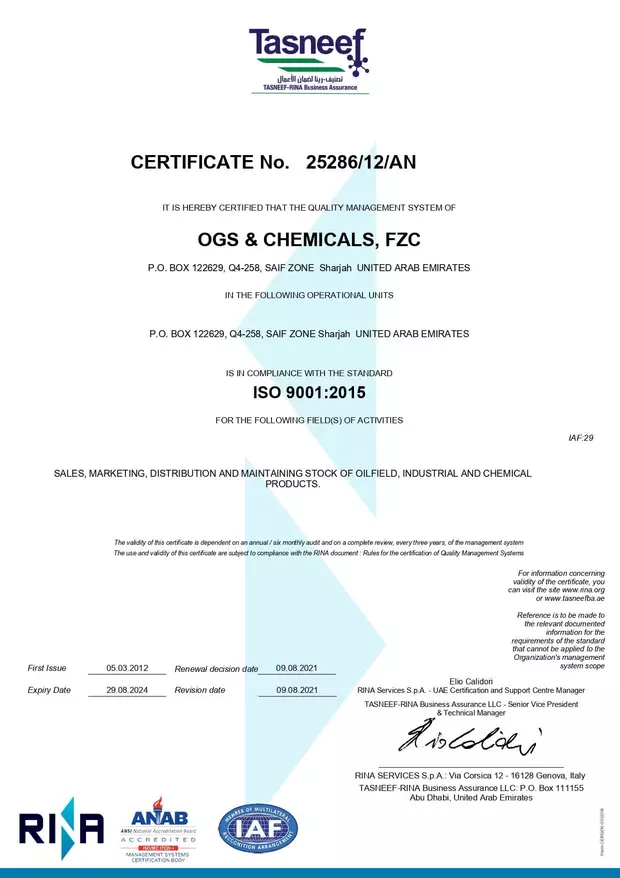 Tasneef
تصنيف-رينا لضمان الأعمال
TASNEEF-RINA Business Assurance
CERTIFICATE No. 25286/12/AN
IT IS HEREBY CERTIFIED THAT THE QUALITY MANAGEMENT SYSTEM OF
OGS & CHEMICALS, FZC
P.O. BOX 122629, Q4-258, SAIF ZONE Sharjah UNITED ARAB EMIRATES
IN THE FOLLOWING OPERATIONAL UNITS
P.O. BOX 122629, Q4-258, SAIF ZONE Sharjah UNITED ARAB EMIRATES
IS IN COMPLIANCE WITH THE STANDARD
ISO 9001:2015
FOR THE FOLLOWING FIELD(S) OF ACTIVITIES
IAF:29
SALES, MARKETING, DISTRIBUTION AND MAINTAINING STOCK OF OILFIELD, INDUSTRIAL AND CHEMICAL
PRODUCTS.
The validity of this certificate is dependent on an annual / six monthly audit and on a complete review, every three years, of the management system
The use and validity of this certificate are subject to compliance with the RINA document : Rules for the certification of Quality Management Systems
For information concerning
validity of the certificate, you
can visit the site www.rina.org
or www.tasneefba.ae
Reference is to be made to
the relevant documented
information for the
requirements of the standard
that cannot be applied to the
Organization's management
system scope
First Issue 05.03.2012 Renewal decision date 09.08.2021
Expiry Date 29.08.2024 Revision date 09.08.2021
Elio Calidori
RINA Services S.p.A. - UAE Certification and Support Centre Manager
TASNEEF-RINA Business Assurance LLC - Senior Vice President
& Technical Manager
RINA SERVICES S.p.A.: Via Corsica 12 - 16128 Genova, Italy
TASNEEF-RINA Business Assurance LLC: P.O. Box 111155
Abu Dhabi, United Arab Emirates
RINA
ANAB
ANSI National Accreditation Board
ACCREDITED
ISO/IEC 17021-1
MANAGEMENT SYSTEMS
CERTIFICATION BODY
MEMBER OF MULTILATERAL
IAF
RECOGNITION ARRANGEMENT